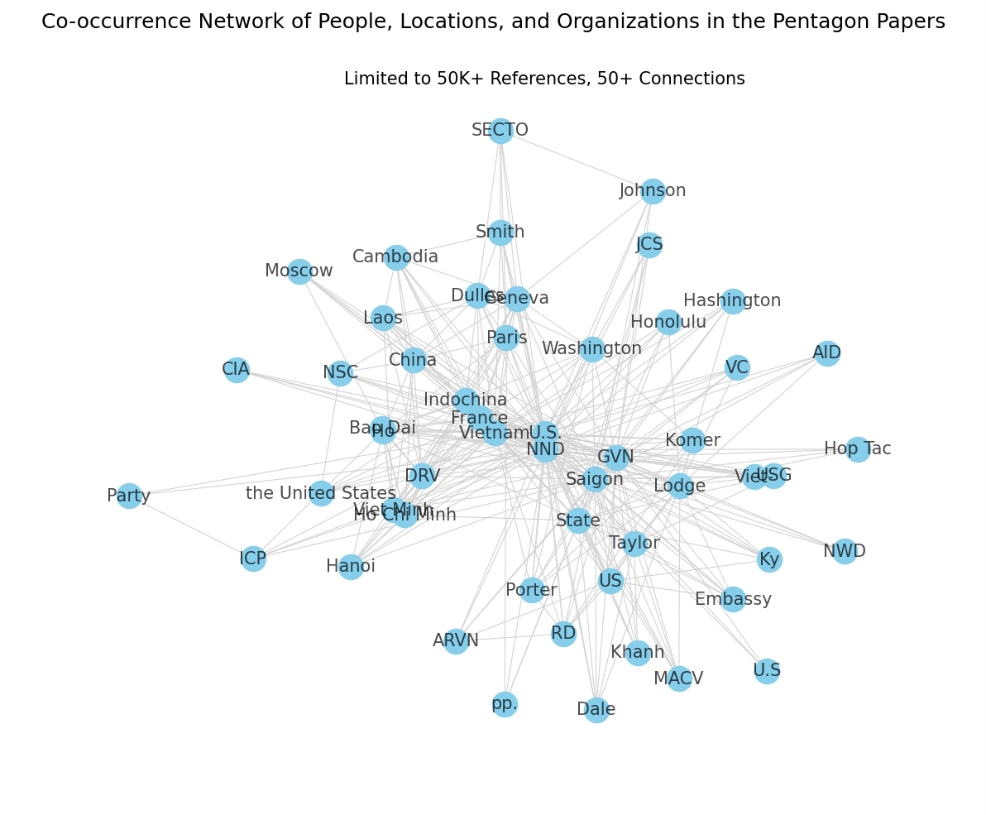 Co-occurrence Network of People, Locations, and Organizations in the Pentagon Papers
Limited to 50K+ References, 50+ Connections
SECTO
Johnson
Smith
JCS
Cambodia
Moscow
Dulles
Geneva
Hashington
Laos
Honolulu
Paris
Washington
AID
China
CIA
NSC
VC
Indochina
France
Bao Dai
Ho
Vietnam
U.S.
Komer
NND
Hop Tac
GVN
DRV
Saigon
Viet
USG
Lodge
the United States
Party
Viet Minh
Ho Chi Minh
State
Taylor
NWD
ICP
Ky
Hanoi
US
Porter
Embassy
RD
ARVN
Khanh
U.S
MACV
pp.
Dale